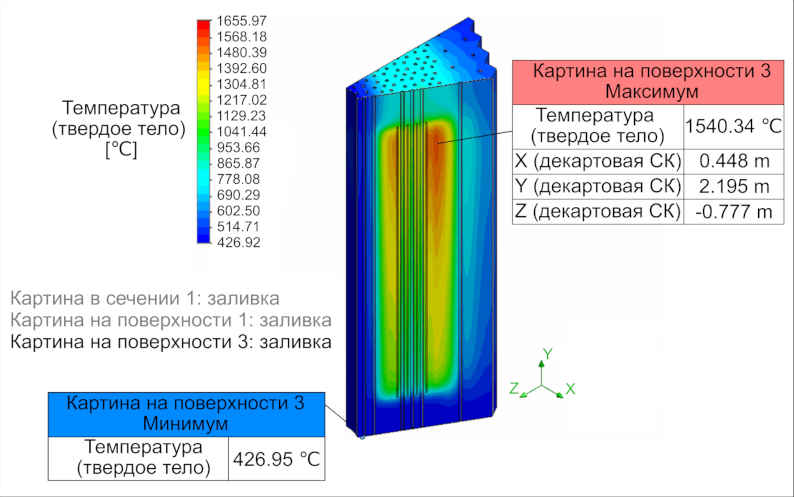 1655.97
1568.18
1480.39
1392.60
1304.81
1217.02
1129.23
1041.44
953.66
865.87
778.08
690.29
602.50
514.71
426.92
Температура
(твердое тело)
[°C]
Картина на поверхности 3
Максимум
Температура
(твердое тело)
1540.34 °C
X (декартовая СК) 0.448 m
Y (декартовая СК) 2.195 m
Z (декартовая СК) -0.777 m
Картина в сечении 1: заливка
Картина на поверхности 1: заливка
Картина на поверхности 3: заливка
Y
Z
X
Картина на поверхности 3
Минимум
Температура
(твердое тело)
426.95 °C